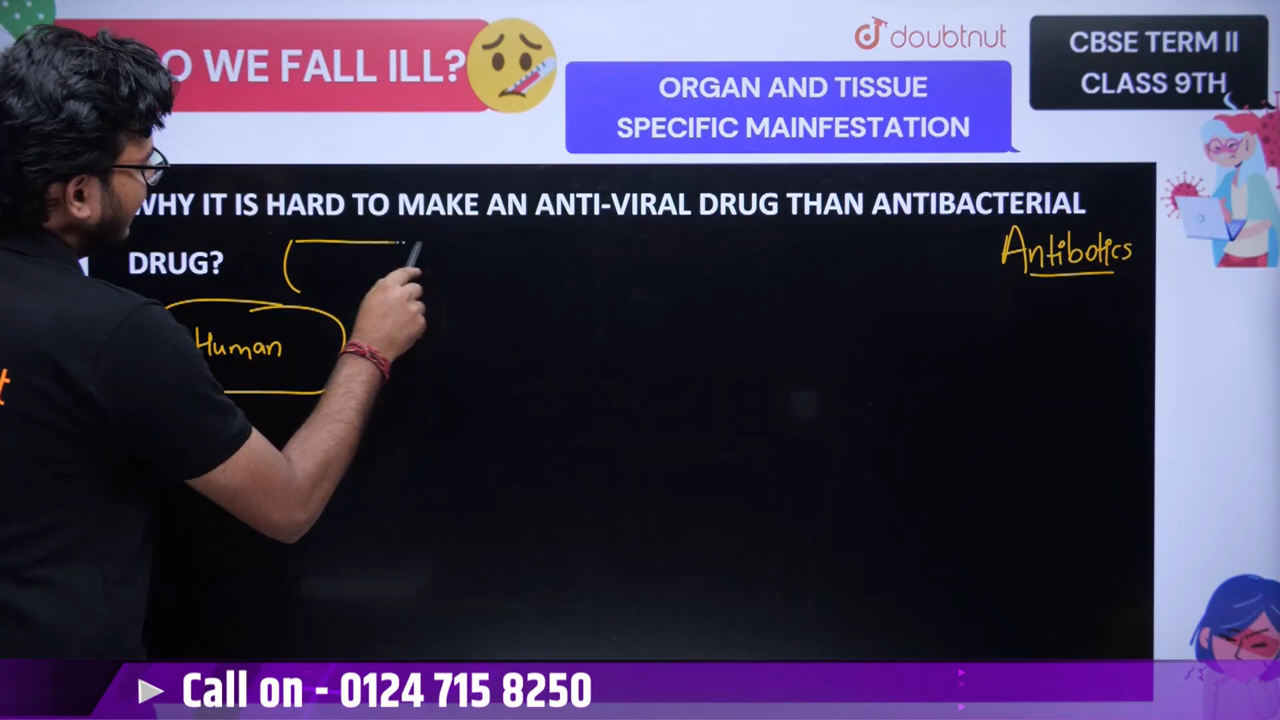 O WE FALL ILL?
doubtnut
CBSE TERM II
CLASS 9TH
ORGAN AND TISSUE
SPECIFIC MAINFESTATION
WHY IT IS HARD TO MAKE AN ANTI-VIRAL DRUG THAN ANTIBACTERIAL
DRUG?
Antibotics
Human
Call on - 0124 715 8250